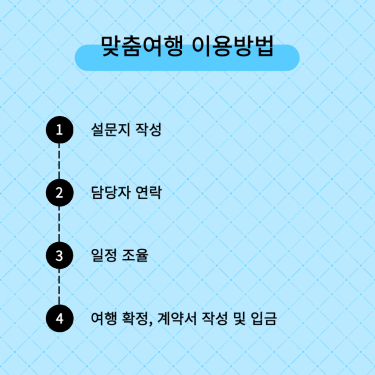 맞춤여행 이용방법
1 설문지 작성
2 담당자 연락
3 일정 조율
4 여행 확정, 계약서 작성 및 입금